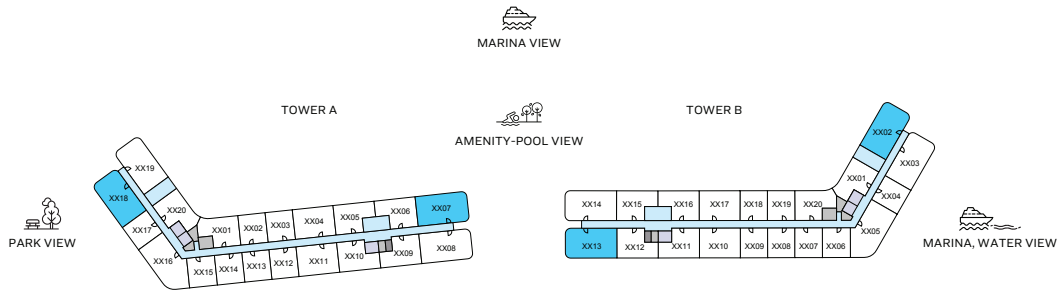 MARINA VIEW
TOWER A
TOWER B
AMENITY-POOL VIEW
PARK VIEW
MARINA, WATER VIEW
XX19
XX18
XX20
XX17
XX16
XX01
XX02
XX03
XX04
XX05
XX06
XX07
XX15
XX14
XX13
XX12
XX11
XX10
XX09
XX08
XX14
XX15
XX16
XX17
XX18
XX19
XX20
XX01
XX02
XX03
XX04
XX05
XX13
XX12
XX11
XX10
XX09
XX08
XX07
XX06